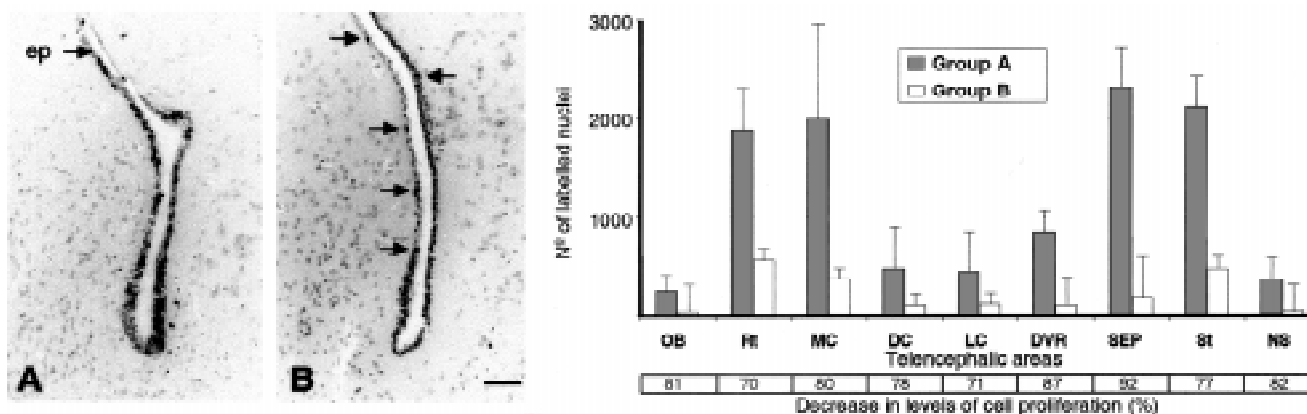 ep
A
B
3000
2000
1000
Nº of labelled nuclei
Group A
Group B
OB Rt MC DC LC DVR SEP St NS
Telencephalic areas
81 70 80 78 71 87 92 77 82
Decrease in levels of cell proliferation (%)